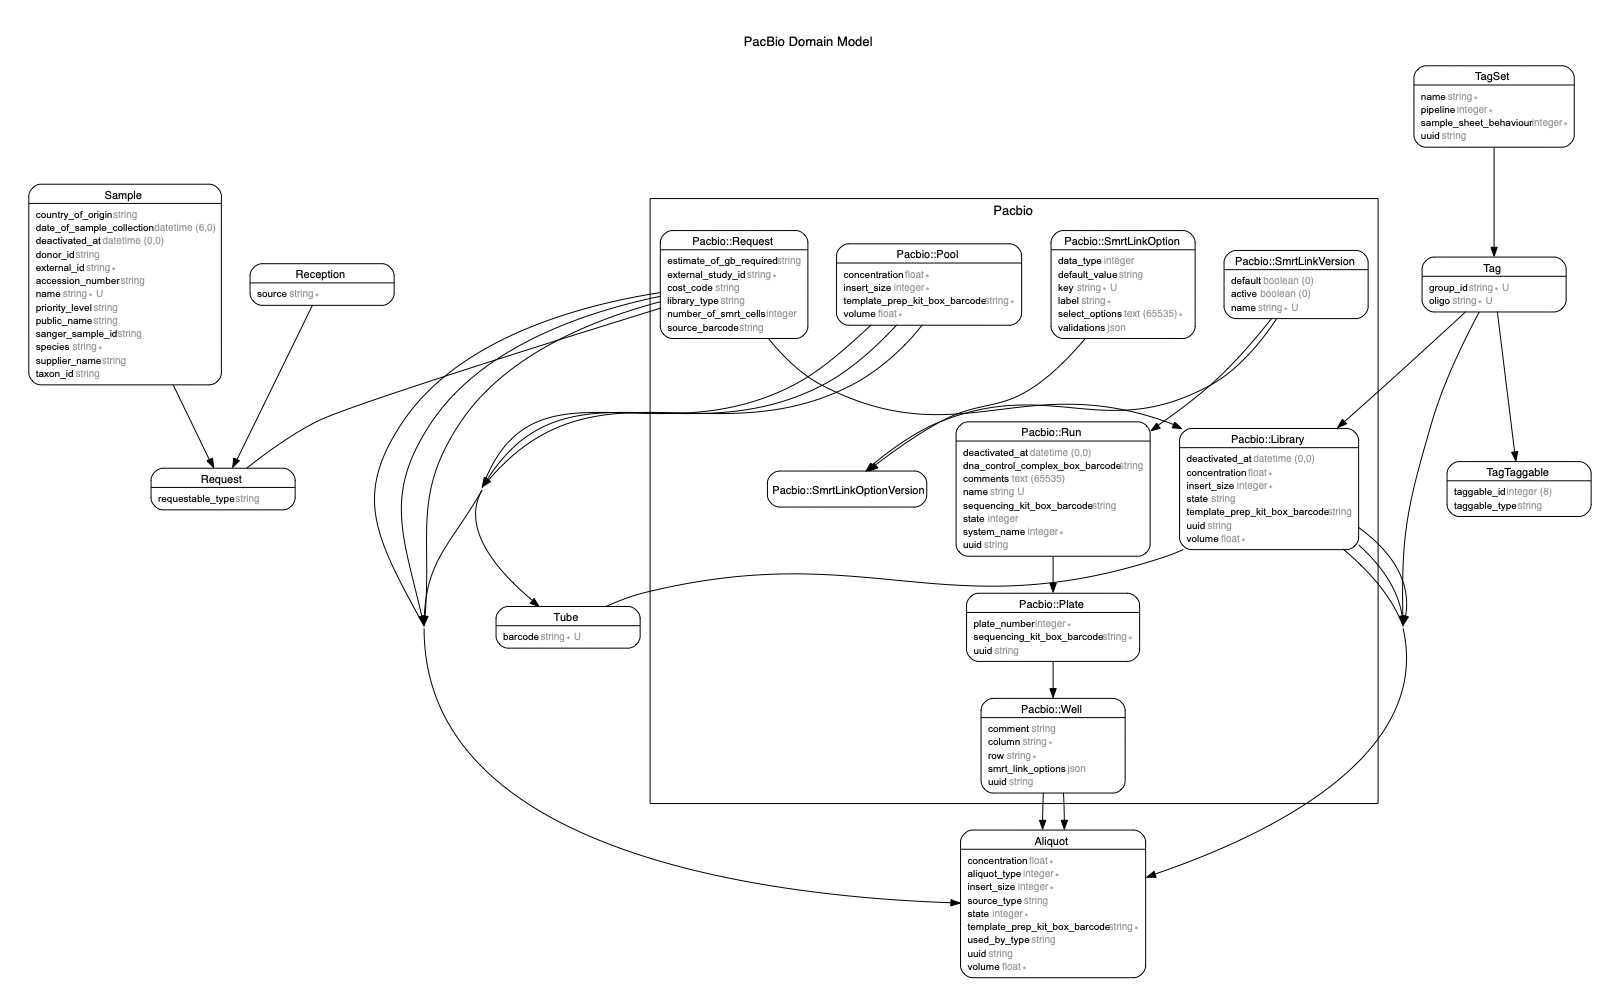 PacBio Domain Model
TagSet
name string ∗
pipeline integer ∗
sample_sheet_behaviour integer ∗
uuid string
Sample
country_of_origin string
date_of_sample_collection datetime (6,0)
deactivated_at datetime (0,0)
donor_id string
external_id string ∗
accession_number string
name string ∗ U
priority_level string
public_name string
sanger_sample_id string
species string ∗
supplier_name string
taxon_id string
Reception
source string ∗
Request
requestable_type string
Pacbio
Pacbio::Request
estimate_of_gb_required string
external_study_id string ∗
cost_code string
library_type string
number_of_smrt_cells integer
source_barcode string
Pacbio::Pool
concentration float ∗
insert_size integer ∗
template_prep_kit_box_barcode string ∗
volume float ∗
Pacbio::SmrtLinkOption
data_type integer
default_value string
key string ∗ U
label string ∗
select_options text (65535) ∗
validations json
Pacbio::SmrtLinkVersion
default boolean (0)
active boolean (0)
name string ∗ U
Tag
group_id string ∗ U
oligo string ∗ U
Pacbio::SmrtLinkOptionVersion
Pacbio::Run
deactivated_at datetime (0,0)
dna_control_complex_box_barcode string
comments text (65535)
name string U
sequencing_kit_box_barcode string
state integer
system_name integer ∗
uuid string
Pacbio::Library
deactivated_at datetime (0,0)
concentration float ∗
insert_size integer ∗
state string
template_prep_kit_box_barcode string
uuid string
volume float ∗
TagTaggable
taggable_id integer (8)
taggable_type string
Tube
barcode string ∗ U
Pacbio::Plate
plate_number integer ∗
sequencing_kit_box_barcode string ∗
uuid string
Pacbio::Well
comment string
column string ∗
row string ∗
smrt_link_options json
uuid string
Aliquot
concentration float ∗
aliquot_type integer ∗
insert_size integer ∗
source_type string
state integer ∗
template_prep_kit_box_barcode string ∗
used_by_type string
uuid string
volume float ∗